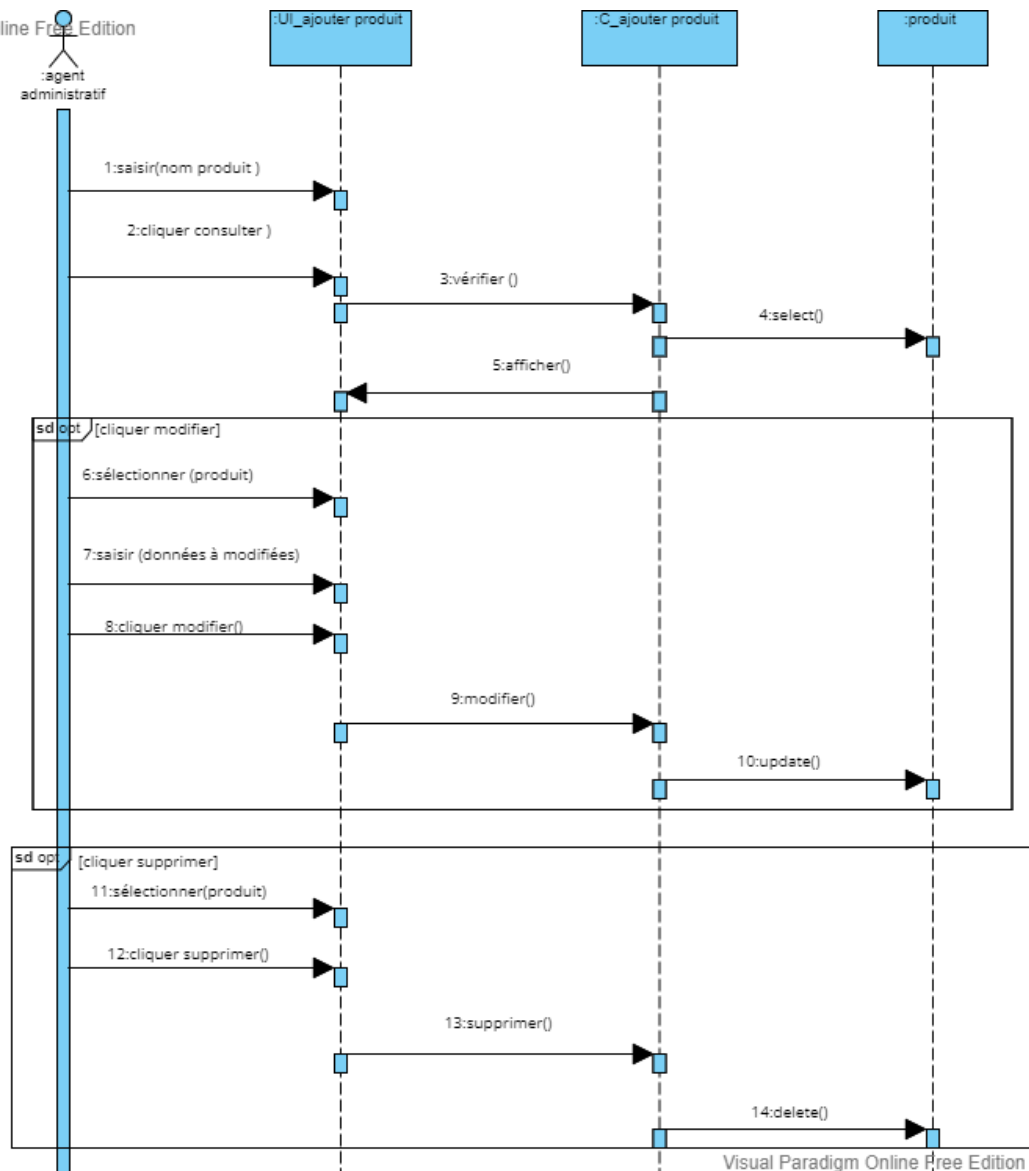 line Free Edition
:UI_ajouter produit
:C_ajouter produit
:produit
:agent
administratif
1:saisir(nom produit )
2:cliquer consulter )
3:vérifier ()
4:select()
5:afficher()
sd opt
[cliquer modifier]
6:sélectionner (produit)
7:saisir (données à modifiées)
8:cliquer modifier()
9:modifier()
10:update()
sd opt
[cliquer supprimer]
11:sélectionner(produit)
12:cliquer supprimer()
13:supprimer()
14:delete()
Visual Paradigm Online Free Edition